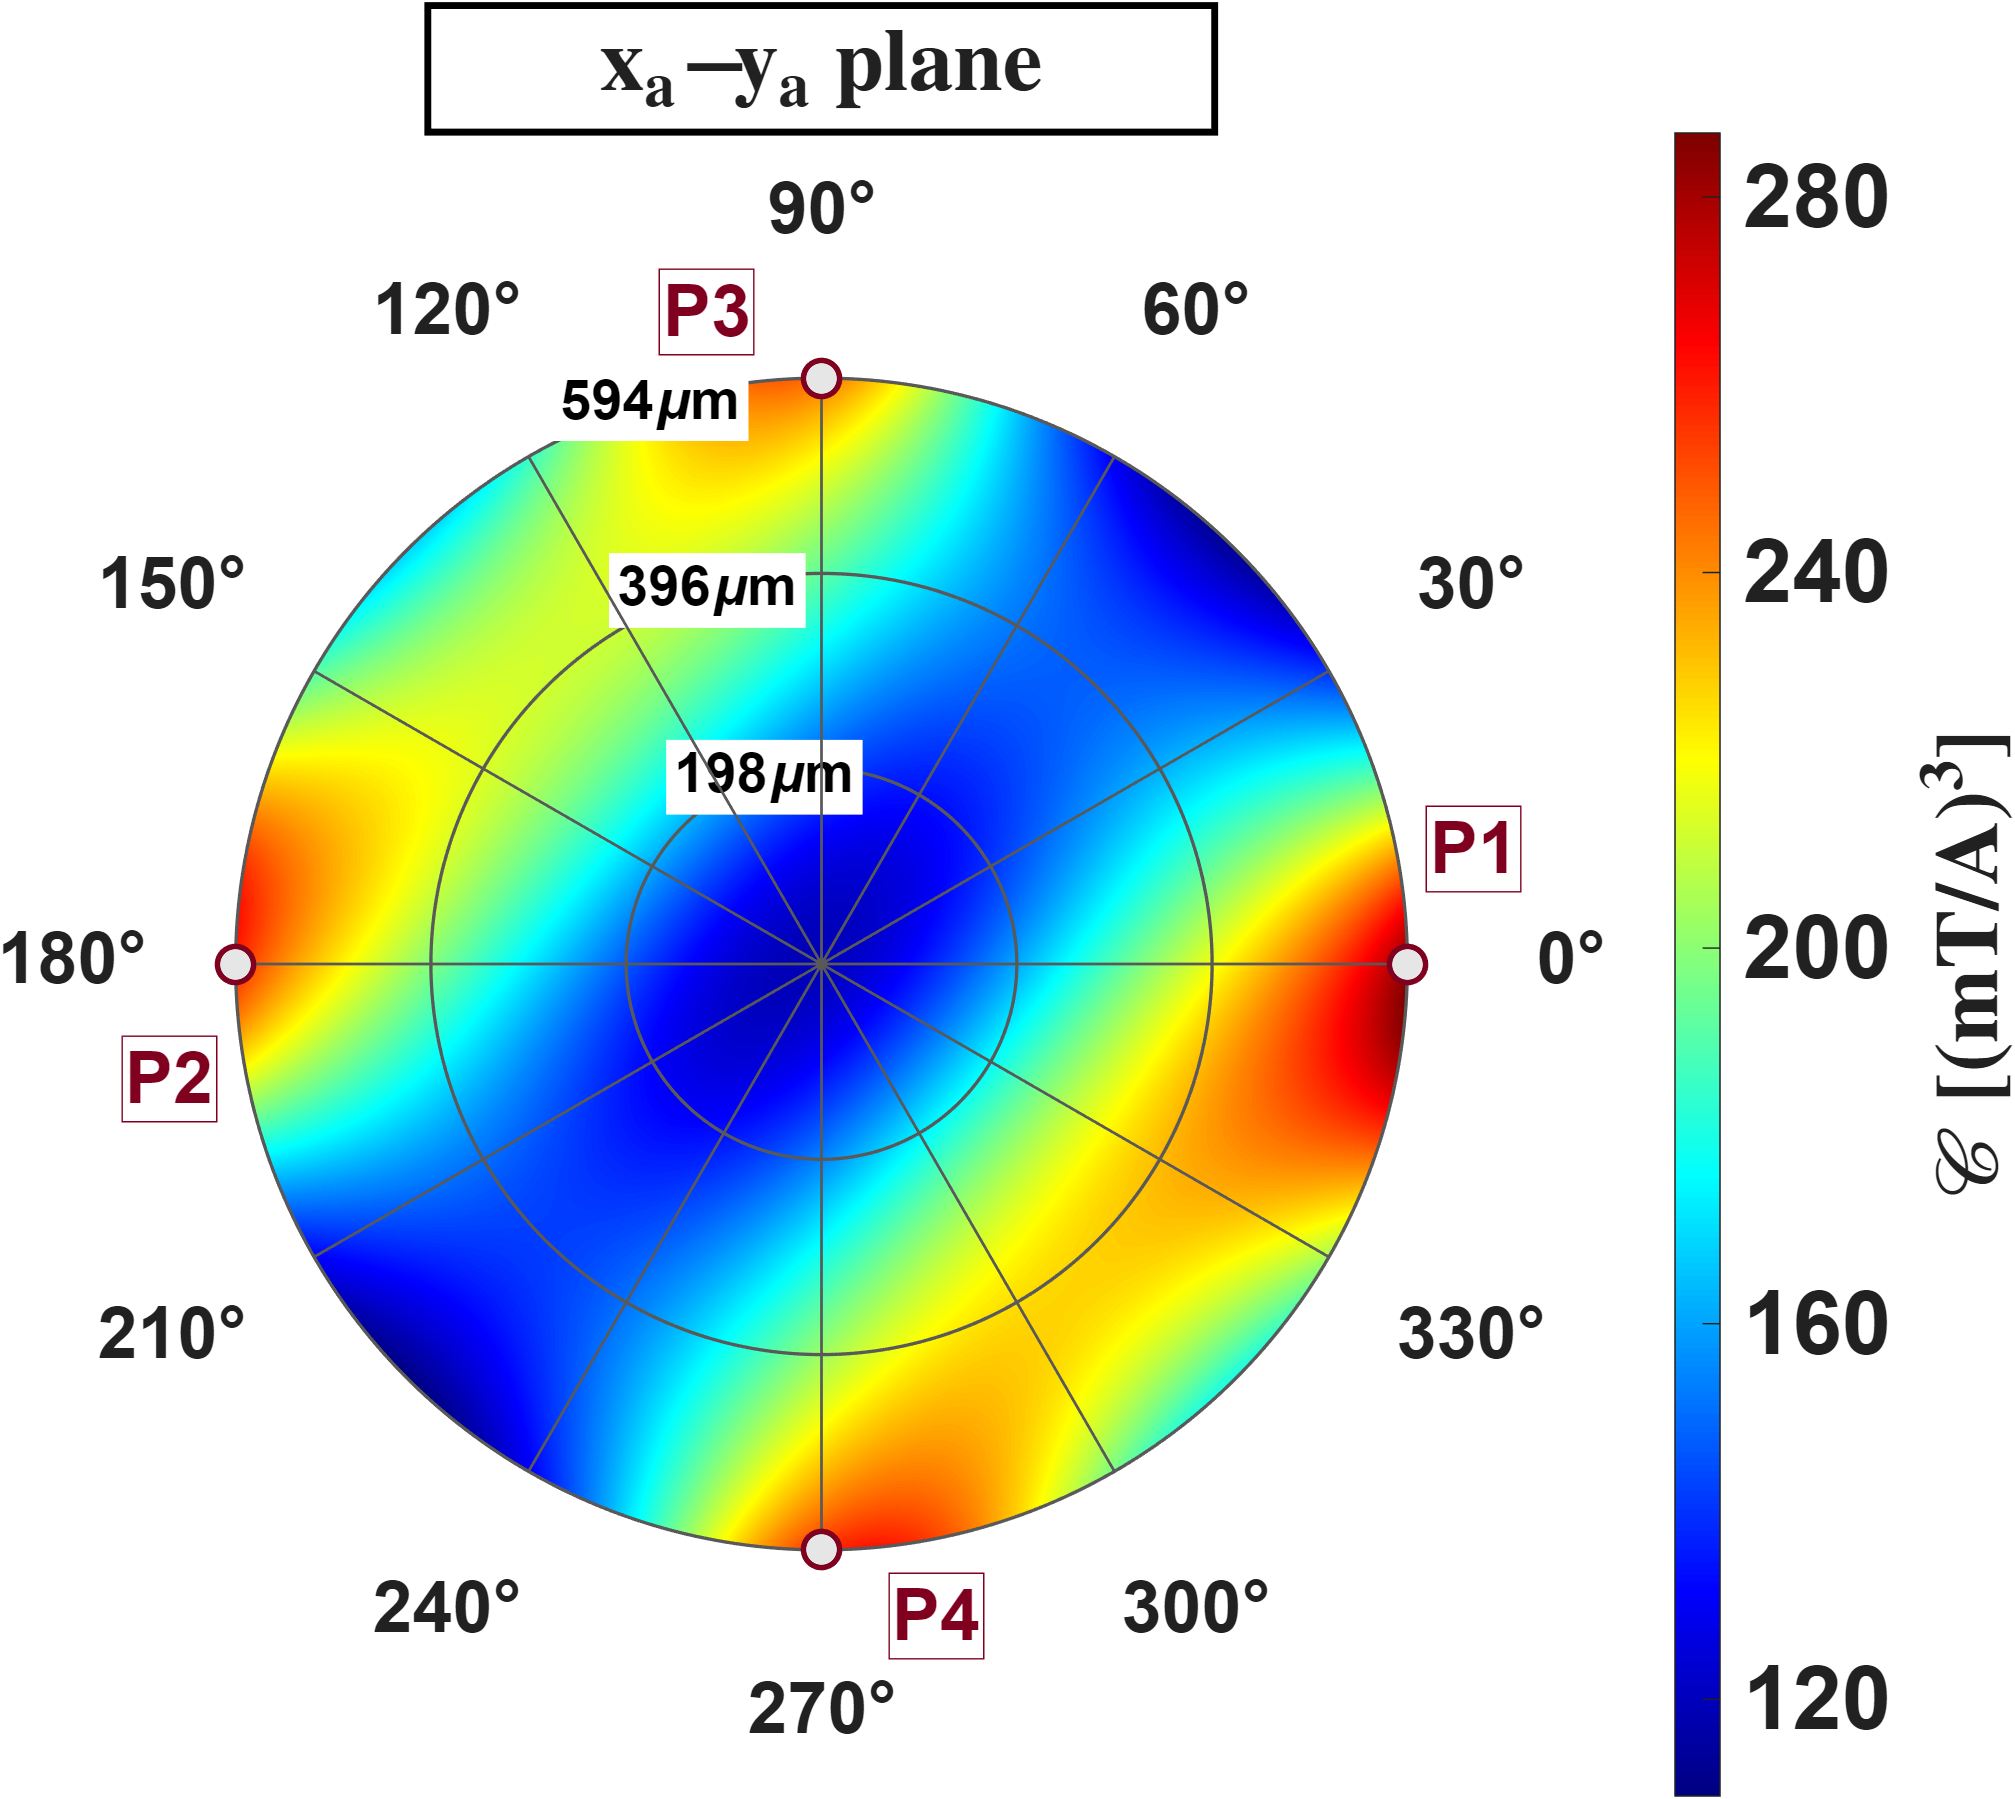 xₐ–yₐ plane
90°
120°
P3
60°
594μm
150°
396μm
30°
198μm
P1
180°
0°
P2
210°
330°
240°
P4
300°
270°
280
240
200
160
120
𝒞 [(mT/A)³]